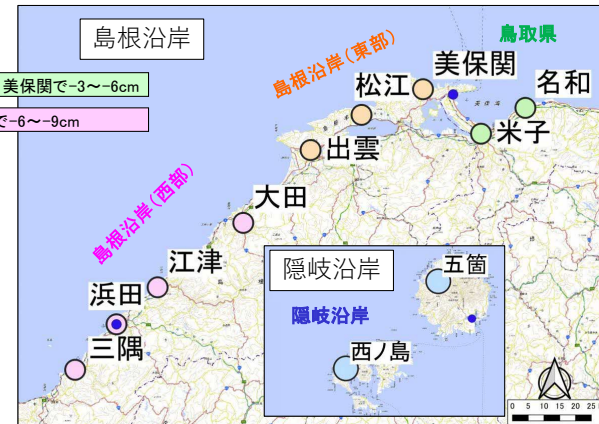 島根沿岸
鳥取県
島根沿岸(東部)
美保関
美保関で-3～-6cm
松江
名和
で-6～-9cm
米子
出雲
島根沿岸(西部)
大田
隠岐沿岸
五箇
江津
浜田
隠岐沿岸
三隅
西ノ島
0 5 10 15 20 25